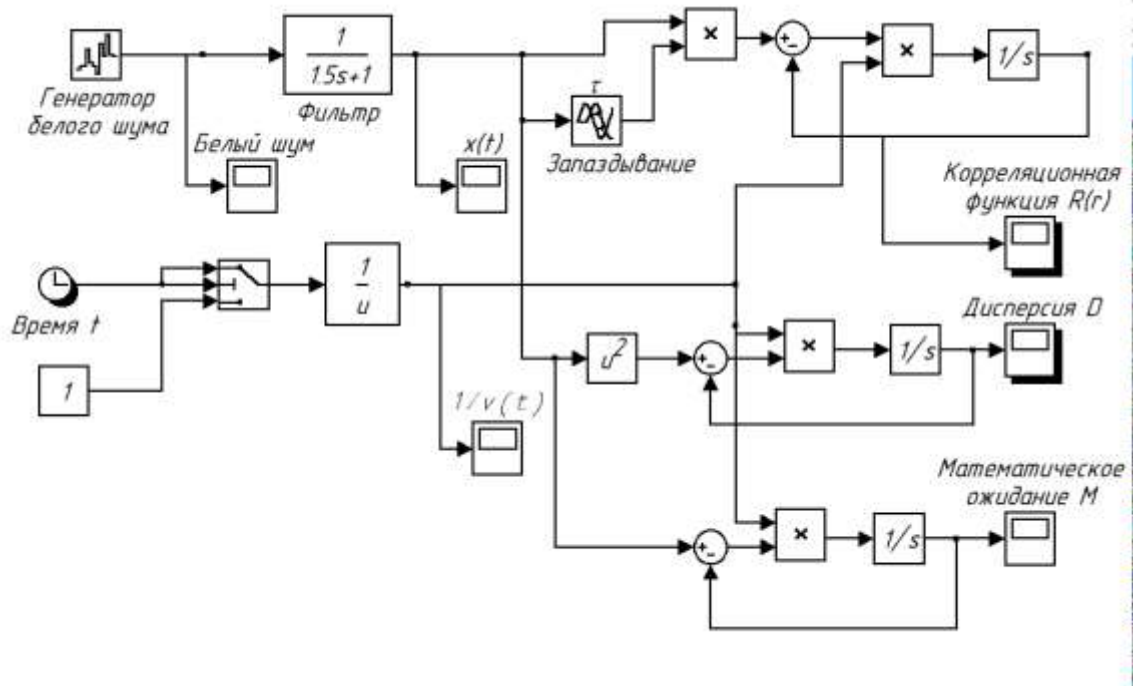 1
1.5s+1
Фильтр
Генератор
белого шума
Белый шум
x(t)
τ
Запаздывание
×
+
-
×
1/s
Корреляционная
функция R(r)
Время t
1
1
u
1/v(t)
u²
+
-
×
1/s
Дисперсия D
+
-
×
1/s
Математическое
ожидание M